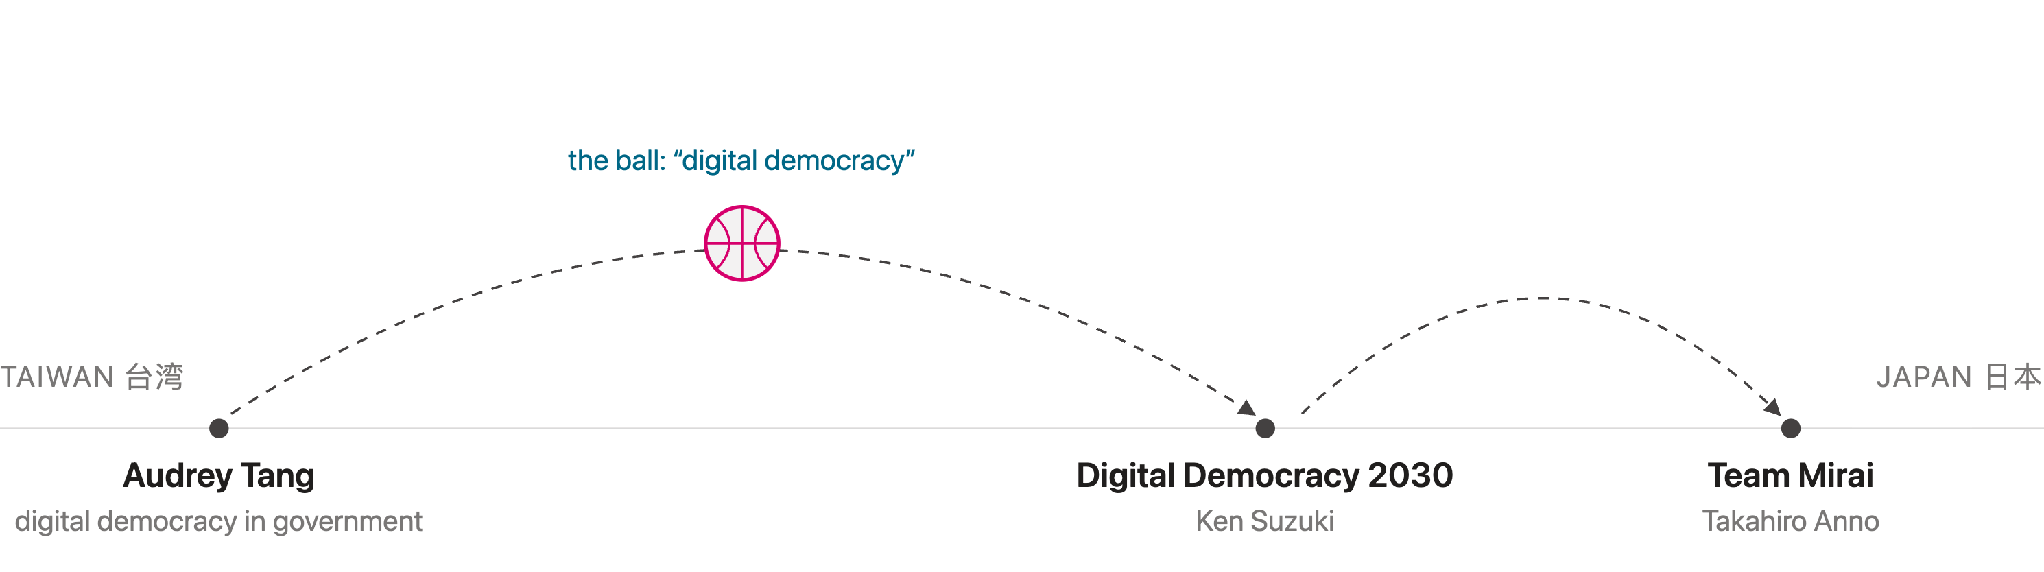 the ball: “digital democracy”
TAIWAN 台湾
JAPAN 日本
Audrey Tang
digital democracy in government
Digital Democracy 2030
Ken Suzuki
Team Mirai
Takahiro Anno